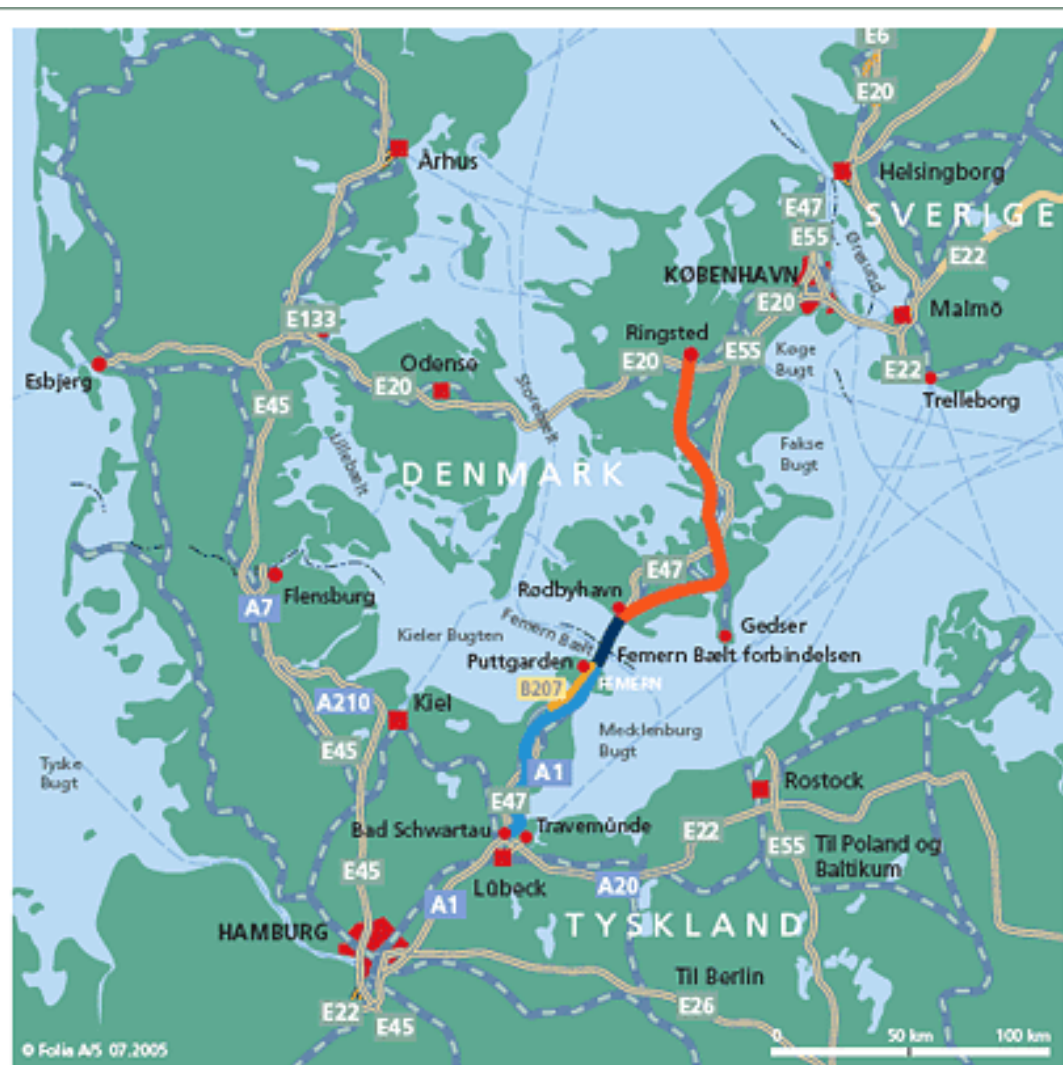 E6
E20
Århus
Helsingborg
E47
SVERIGE
E55
Øresund
E22
KØBENHAVN
E20
Malmö
E133
Ringsted
E55
Køge
Bugt
E20
Esbjerg
Odense
E22
E20
Storebælt
Trelleborg
E45
Lillebælt
Fakse
Bugt
DENMARK
E47
Flensburg
Rødbyhavn
A7
Gedser
Kieler Bugten
Femern Bælt
Femern Bælt forbindelsen
Puttgarden
FEMERN
B207
A210
Kiel
Mecklenburg
Bugt
E45
Tyske
Bugt
A1
Rostock
E47
Bad Schwartau
Travemünde
E22
E55
Til Poland og
Baltikum
E45
Lübeck
A20
A1
HAMBURG
TYSKLAND
Til Berlin
E22
E45
E26
0
50 km
100 km
© Folia A/S 07.2005